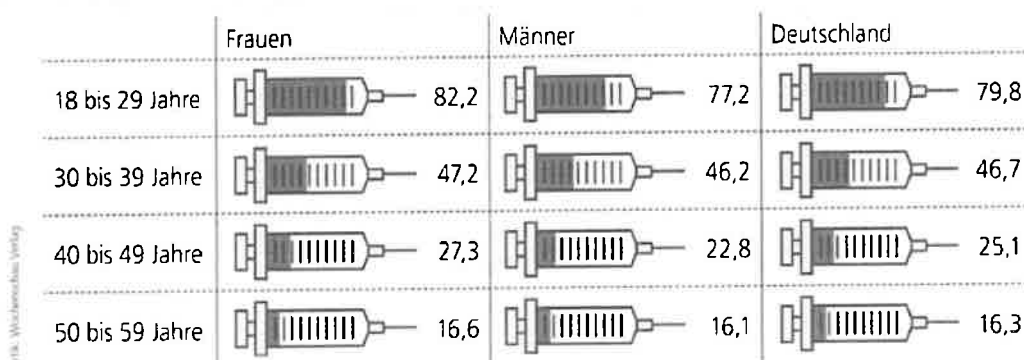 Frauen Männer Deutschland
18 bis 29 Jahre 82,2 77,2 79,8
30 bis 39 Jahre 47,2 46,2 46,7
40 bis 49 Jahre 27,3 22,8 25,1
50 bis 59 Jahre 16,6 16,1 16,3
Wochenschau Verlag